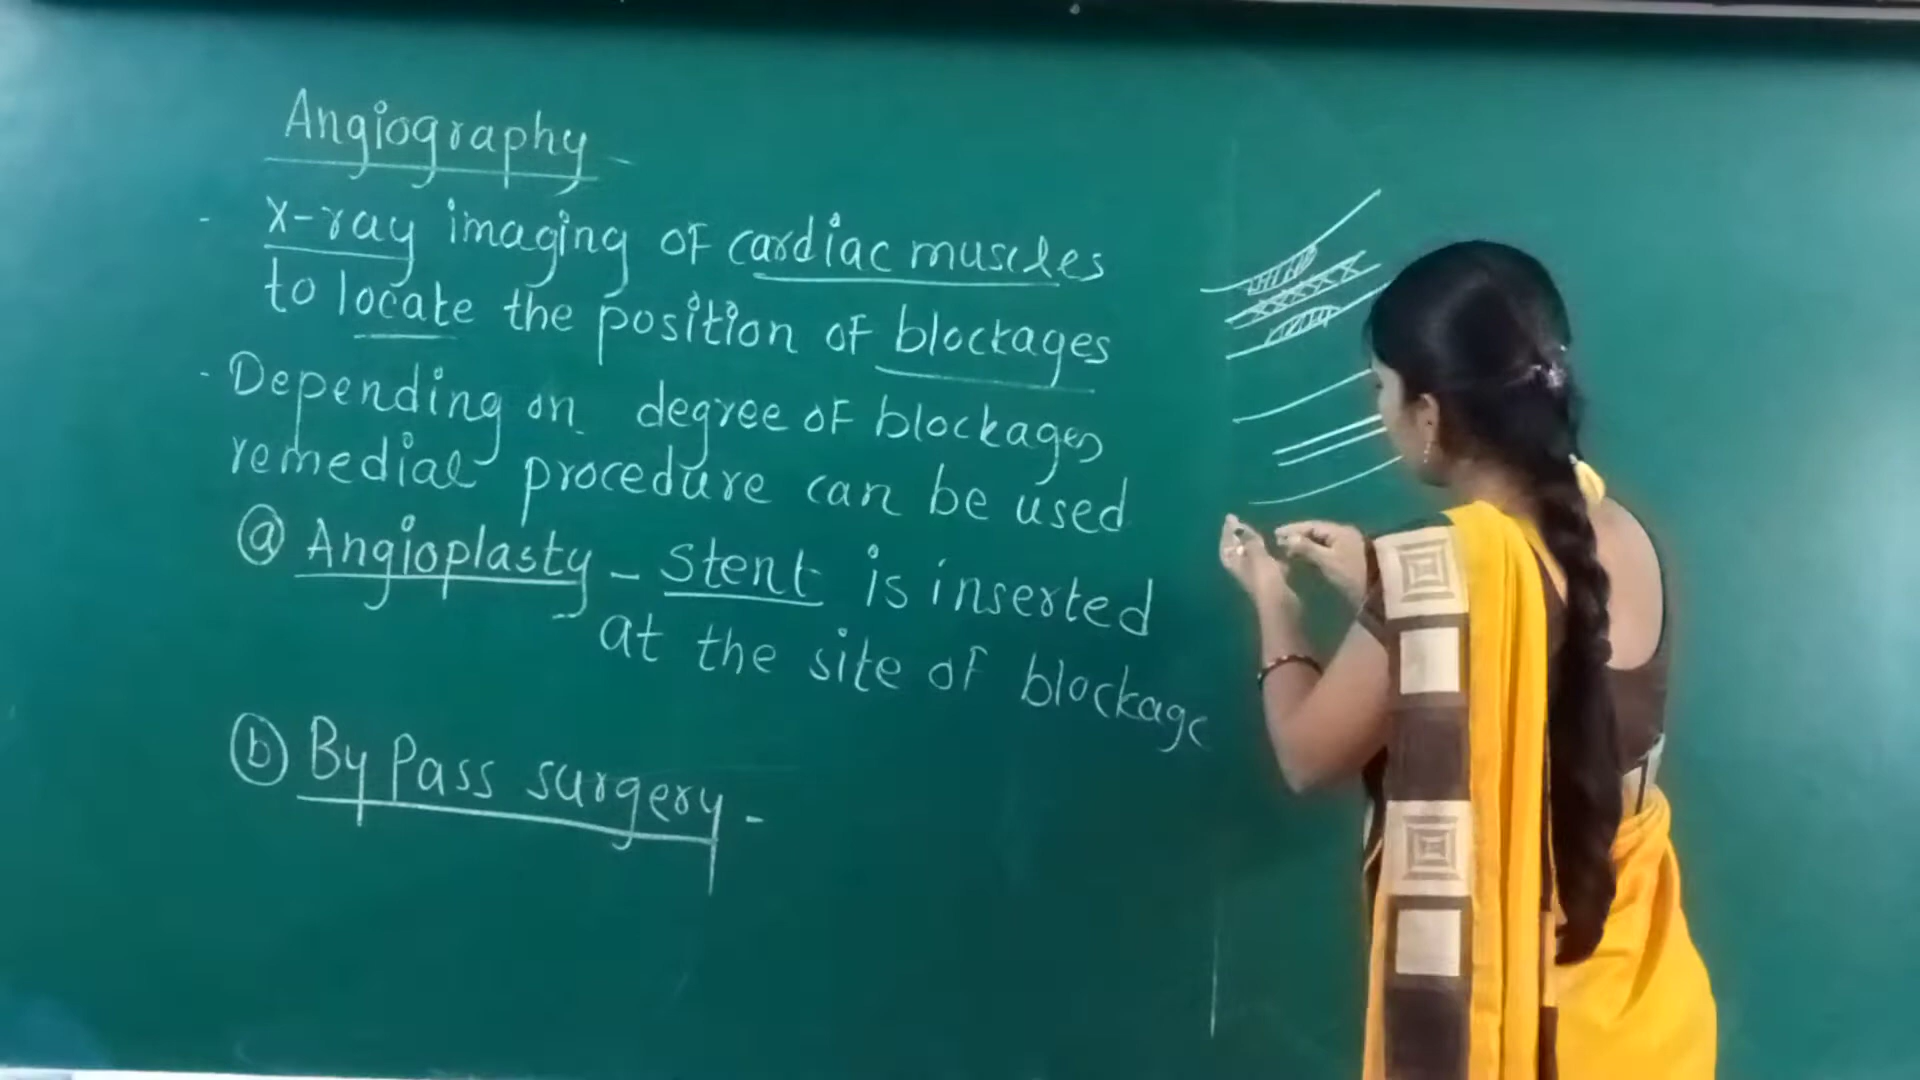 Angiography
- X-ray imaging of cardiac muscles
to locate the position of blockages
- Depending on degree of blockages
remedial procedure can be used
ⓐ Angioplasty - Stent is inserted
at the site of blockage
ⓑ By Pass surgery -